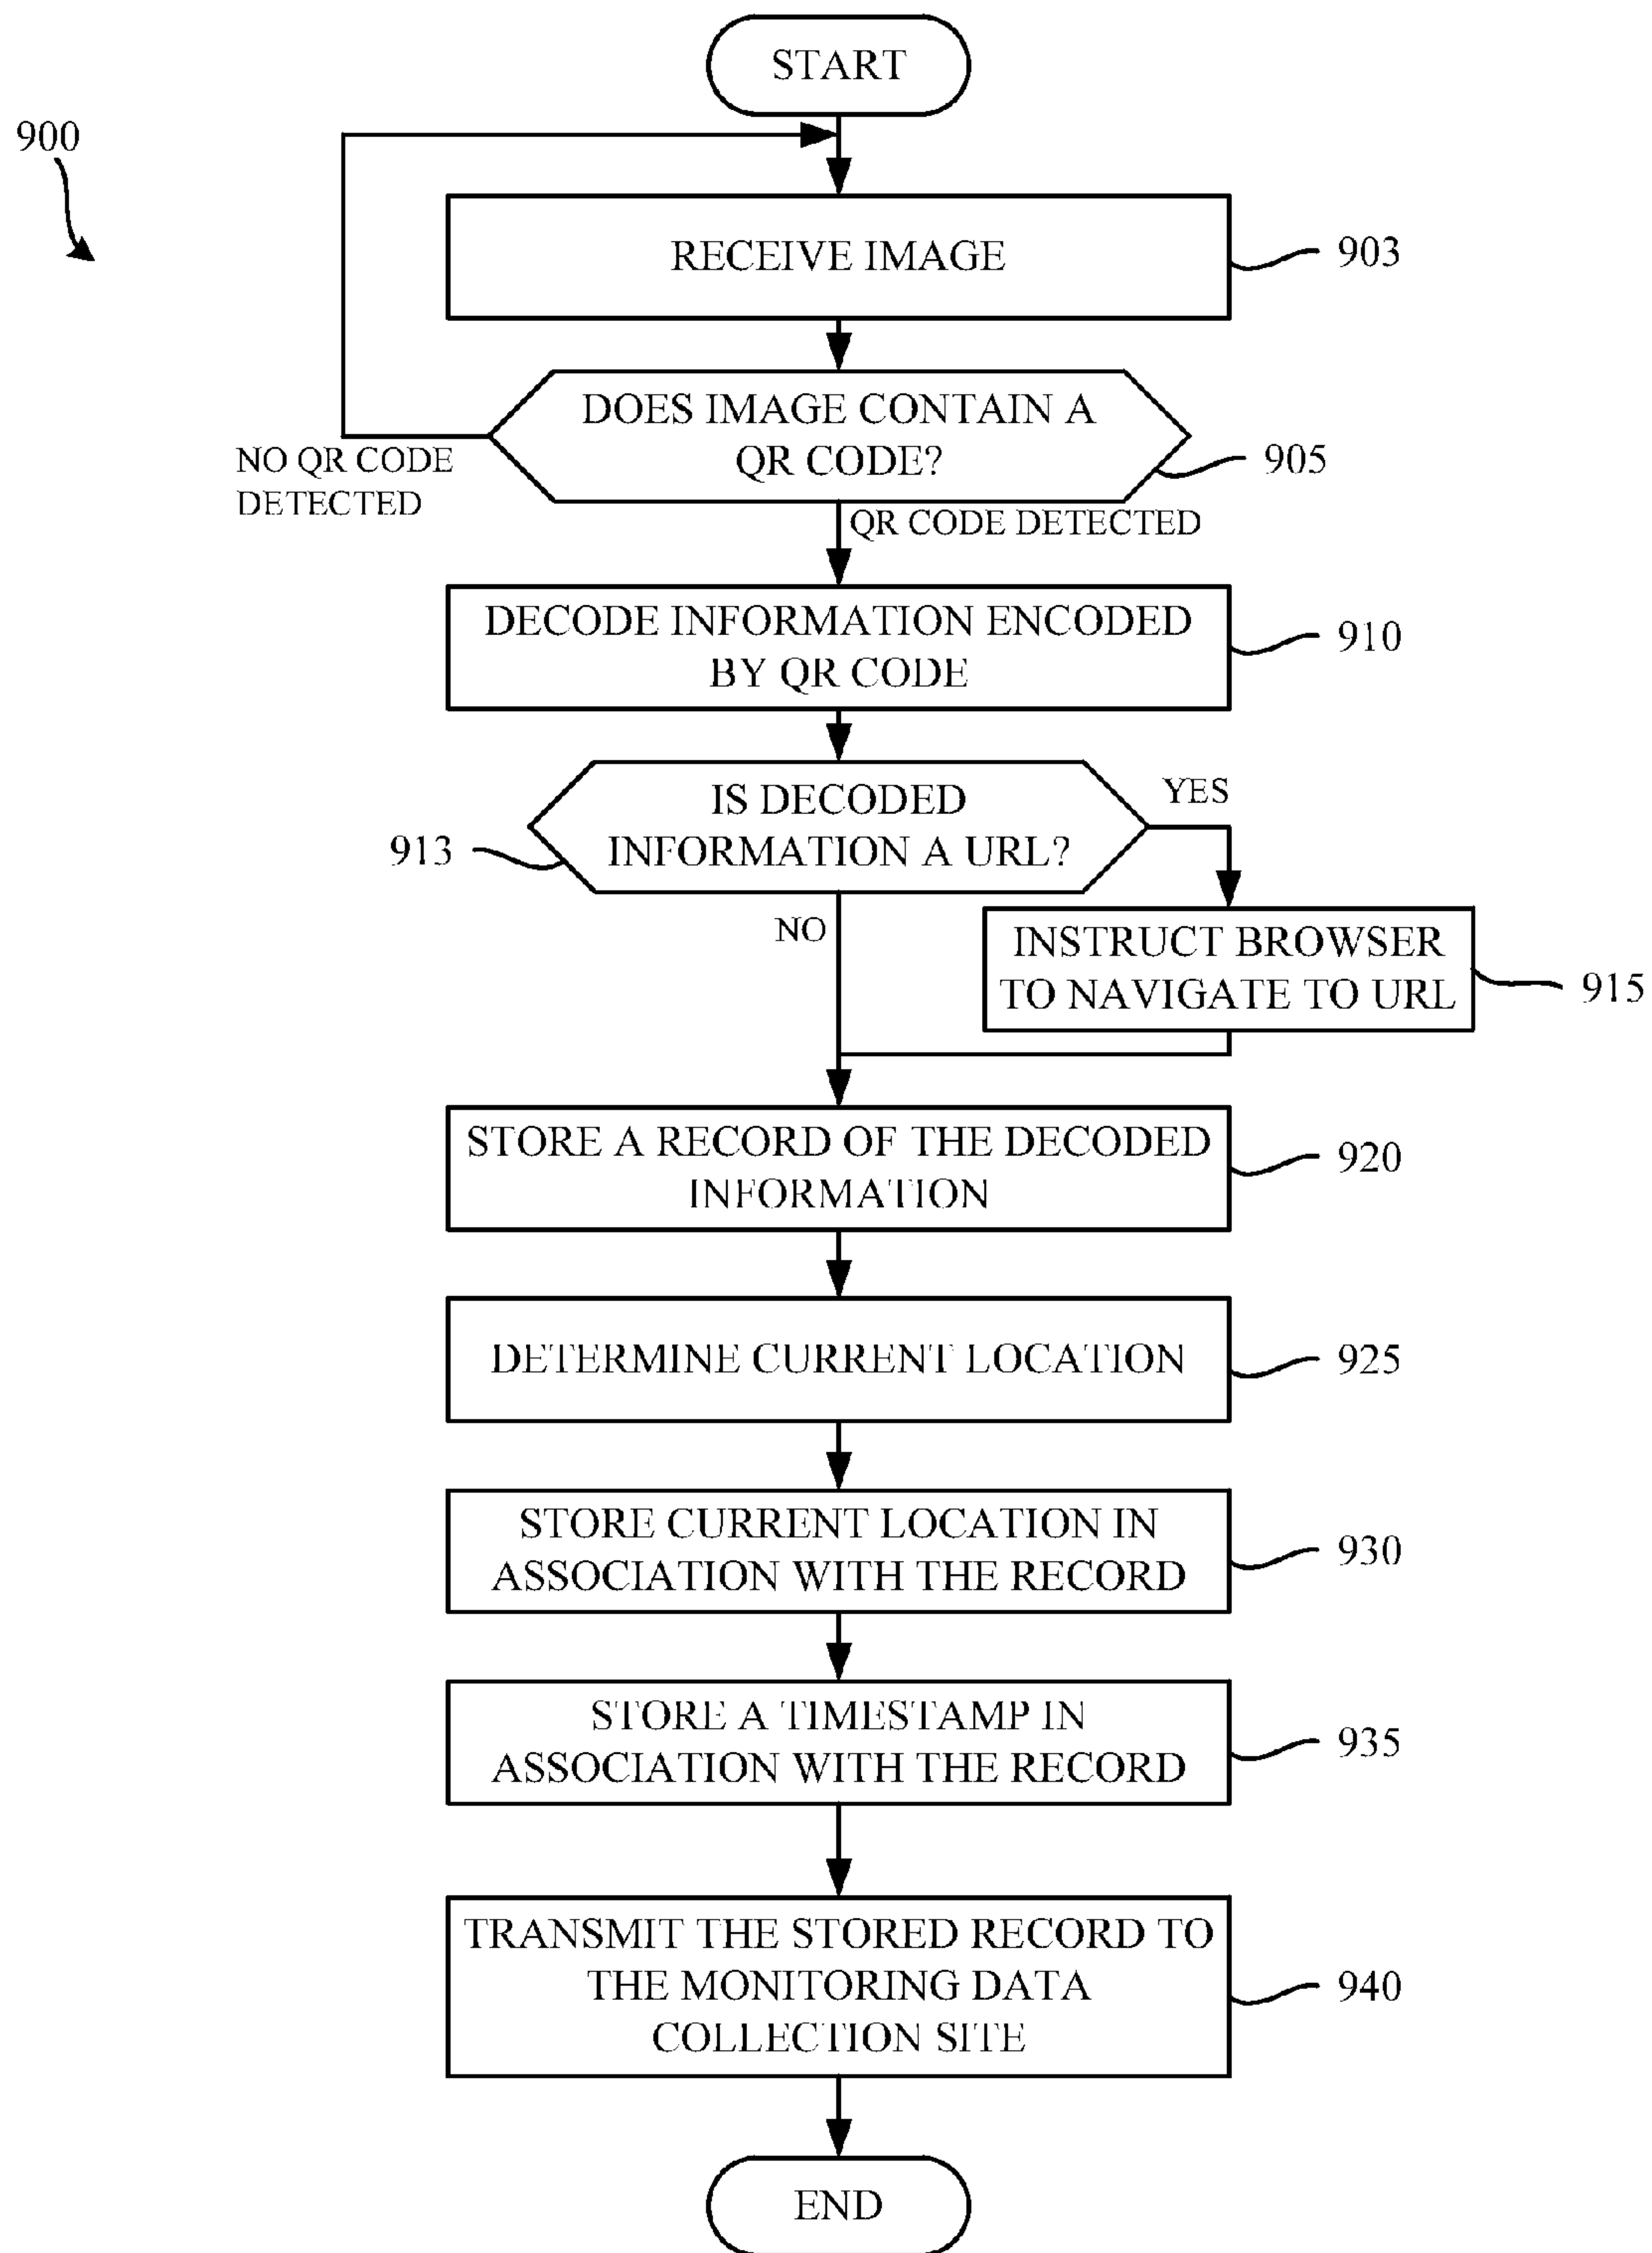 START
900
RECEIVE IMAGE
903
DOES IMAGE CONTAIN A
QR CODE?
905
NO QR CODE
DETECTED
QR CODE DETECTED
DECODE INFORMATION ENCODED
BY QR CODE
910
IS DECODED
INFORMATION A URL?
913
YES
NO
INSTRUCT BROWSER
TO NAVIGATE TO URL
915
STORE A RECORD OF THE DECODED
INFORMATION
920
DETERMINE CURRENT LOCATION
925
STORE CURRENT LOCATION IN
ASSOCIATION WITH THE RECORD
930
STORE A TIMESTAMP IN
ASSOCIATION WITH THE RECORD
935
TRANSMIT THE STORED RECORD TO
THE MONITORING DATA
COLLECTION SITE
940
END